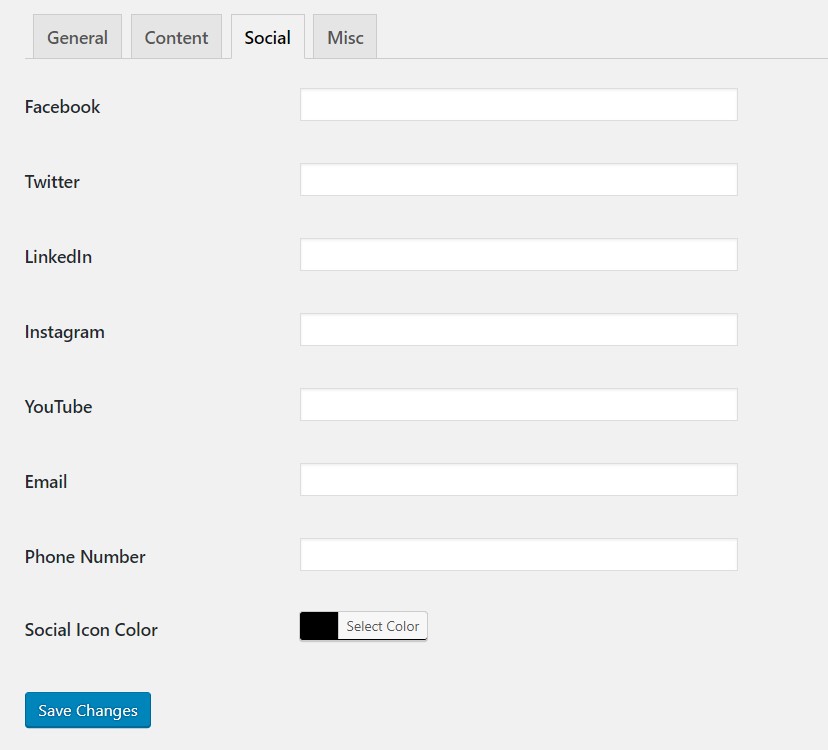 General Content Social Misc
Facebook
Twitter
LinkedIn
Instagram
YouTube
Email
Phone Number
Social Icon Color Select Color
Save Changes